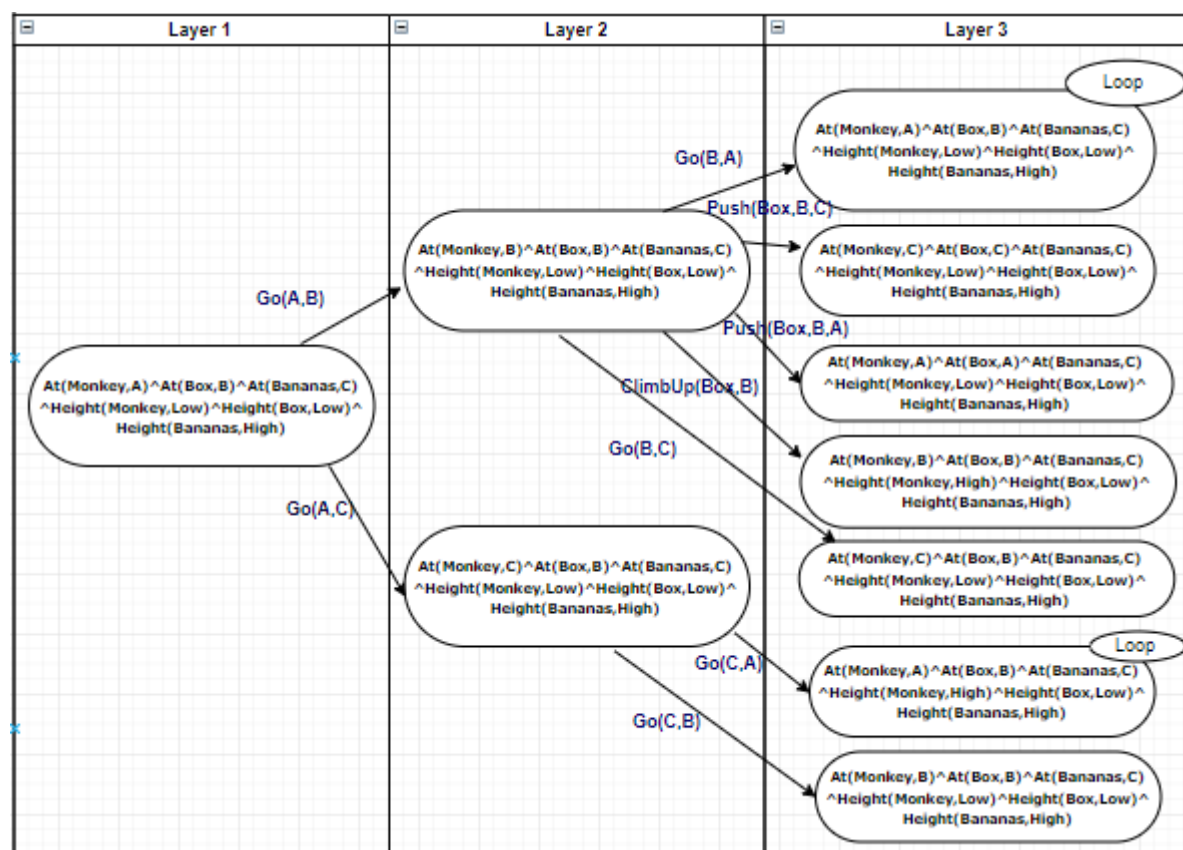 Layer 1
Layer 2
Layer 3
At(Monkey,A)^At(Box,B)^At(Bananas,C)
^Height(Monkey,Low)^Height(Box,Low)^
Height(Bananas,High)
Go(A,B)
Go(A,C)
At(Monkey,B)^At(Box,B)^At(Bananas,C)
^Height(Monkey,Low)^Height(Box,Low)^
Height(Bananas,High)
At(Monkey,C)^At(Box,B)^At(Bananas,C)
^Height(Monkey,Low)^Height(Box,Low)^
Height(Bananas,High)
Go(B,A)
Push(Box,B,C)
Push(Box,B,A)
ClimbUp(Box,B)
Go(B,C)
Go(C,A)
Go(C,B)
Loop
At(Monkey,A)^At(Box,B)^At(Bananas,C)
^Height(Monkey,Low)^Height(Box,Low)^
Height(Bananas,High)
At(Monkey,C)^At(Box,C)^At(Bananas,C)
^Height(Monkey,Low)^Height(Box,Low)^
Height(Bananas,High)
At(Monkey,A)^At(Box,A)^At(Bananas,C)
^Height(Monkey,Low)^Height(Box,Low)^
Height(Bananas,High)
At(Monkey,B)^At(Box,B)^At(Bananas,C)
^Height(Monkey,High)^Height(Box,Low)^
Height(Bananas,High)
At(Monkey,C)^At(Box,B)^At(Bananas,C)
^Height(Monkey,Low)^Height(Box,Low)^
Height(Bananas,High)
Loop
At(Monkey,A)^At(Box,B)^At(Bananas,C)
^Height(Monkey,High)^Height(Box,Low)^
Height(Bananas,High)
At(Monkey,B)^At(Box,B)^At(Bananas,C)
^Height(Monkey,Low)^Height(Box,Low)^
Height(Bananas,High)